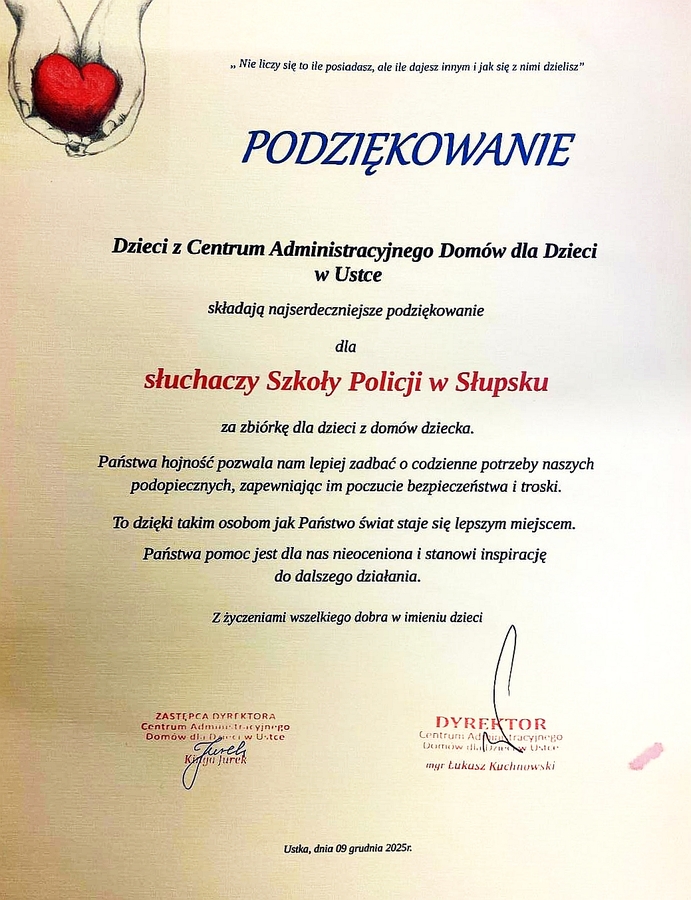 „ Nie liczy się to ile posiadasz, ale ile dajesz innym i jak się z nimi dzielisz”
PODZIĘKOWANIE
Dzieci z Centrum Administracyjnego Domów dla Dzieci
w Ustce
składają najserdeczniejsze podziękowanie
dla
słuchaczy Szkoły Policji w Słupsku
za zbiórkę dla dzieci z domów dziecka.
Państwa hojność pozwala nam lepiej zadbać o codzienne potrzeby naszych
podopiecznych, zapewniając im poczucie bezpieczeństwa i troski.
To dzięki takim osobom jak Państwo świat staje się lepszym miejscem.
Państwa pomoc jest dla nas nieoceniona i stanowi inspirację
do dalszego działania.
Z życzeniami wszelkiego dobra w imieniu dzieci
ZASTĘPCA DYREKTORA
Centrum Administracyjnego
Domów dla Dzieci w Ustce
Jurek
Kinga Jurek
DYREKTOR
Centrum Administracyjnego
Domów dla Dzieci w Ustce
mgr Łukasz Kuchnowski
Ustka, dnia 09 grudnia 2025r.